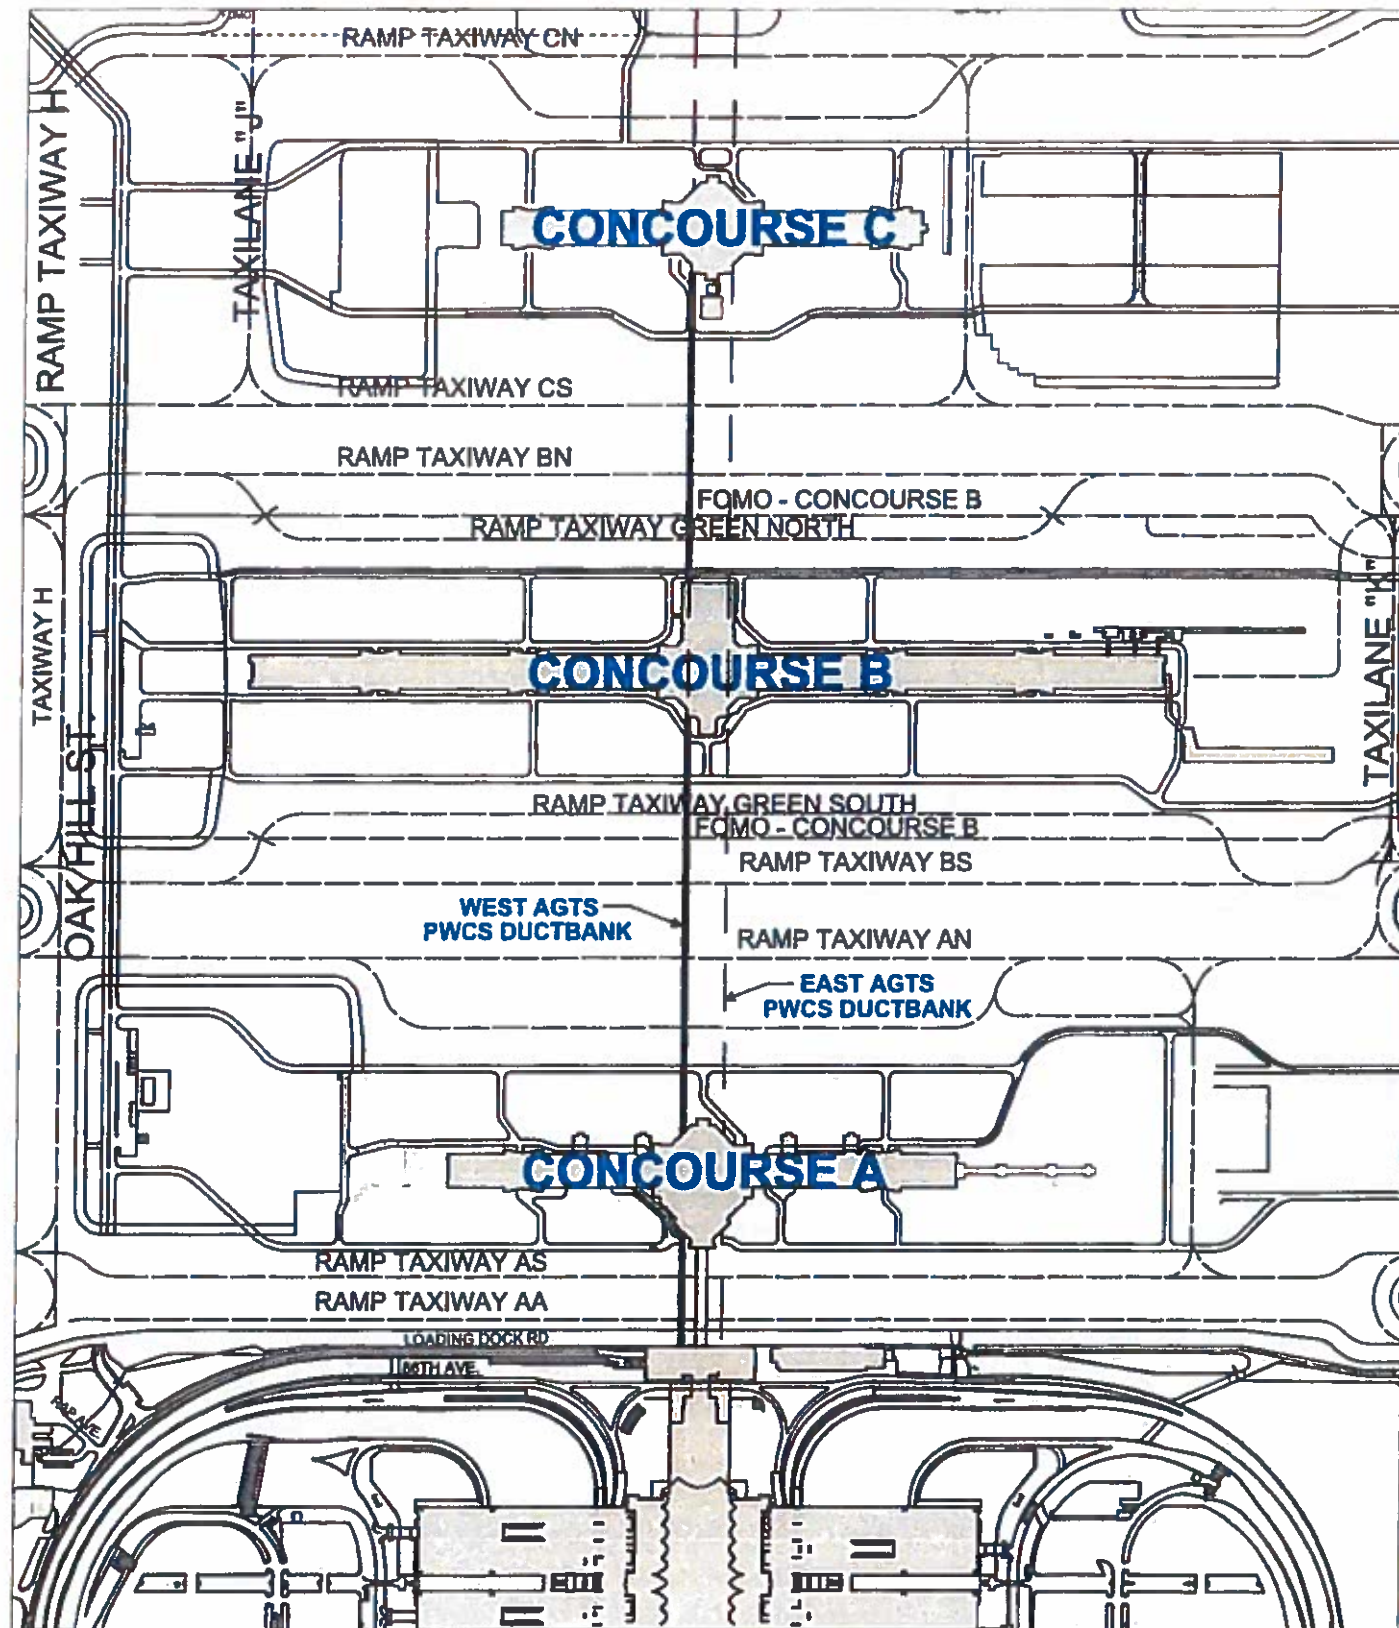 RAMP TAXIWAY CN
RAMP TAXIWAY H
TAXILANE "J"
CONCOURSE C
RAMP TAXIWAY CS
RAMP TAXIWAY BN
FOMO - CONCOURSE B
RAMP TAXIWAY GREEN NORTH
TAXIWAY H
CONCOURSE B
TAXILANE "K"
OAK HILL ST.
RAMP TAXIWAY GREEN SOUTH
FOMO - CONCOURSE B
RAMP TAXIWAY BS
WEST AGTS
PWCS DUCTBANK
RAMP TAXIWAY AN
EAST AGTS
PWCS DUCTBANK
CONCOURSE A
RAMP TAXIWAY AS
RAMP TAXIWAY AA
LOADING DOCK RD
86TH AVE.